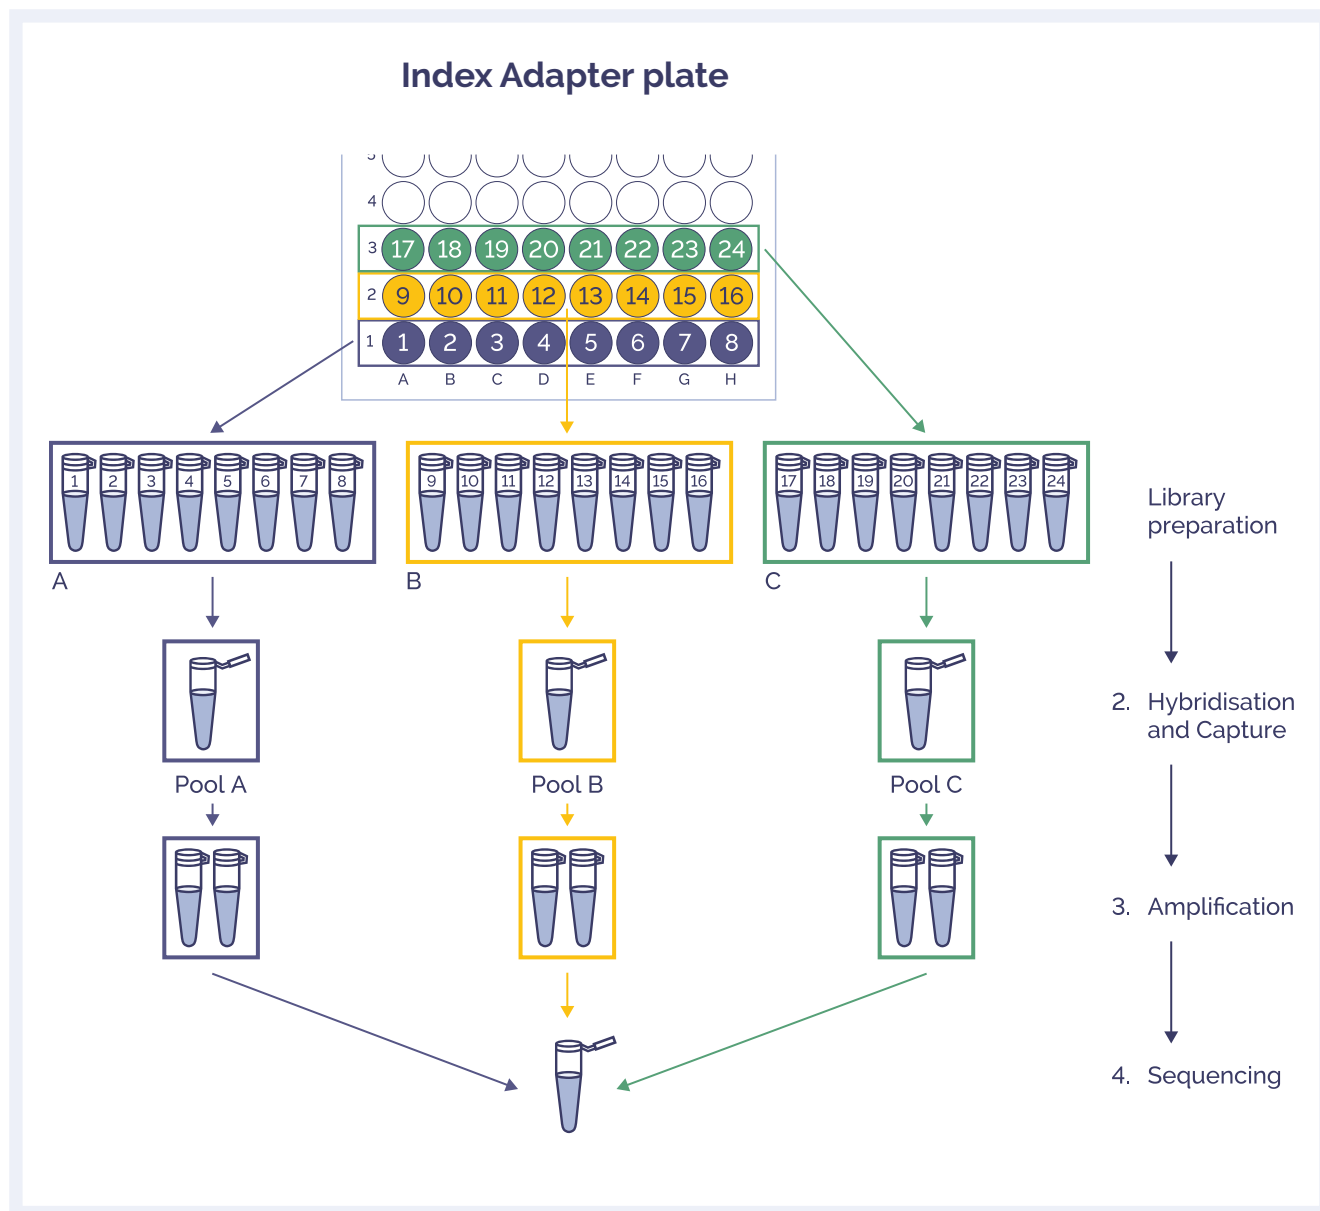 Index Adapter plate
5
4
3 17 18 19 20 21 22 23 24
2 9 10 11 12 13 14 15 16
1 1 2 3 4 5 6 7 8
A B C D E F G H
1 2 3 4 5 6 7 8
9 10 11 12 13 14 15 16
17 18 19 20 21 22 23 24
A
B
C
Library
preparation
2. Hybridisation
and Capture
Pool A
Pool B
Pool C
3. Amplification
4. Sequencing